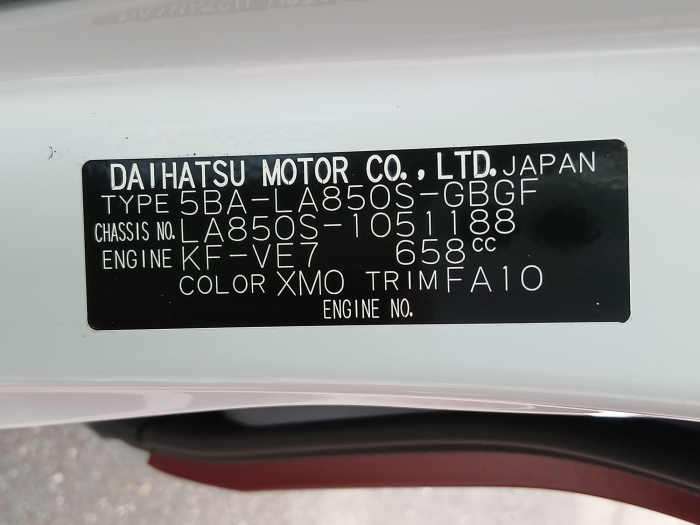 DAIHATSU MOTOR CO., LTD. JAPAN
TYPE 5BA-LA850S-GBGF
CHASSIS NO. LA850S-1051188
ENGINE KF-VE7 658cc
COLOR XM0 TRIM FA10
ENGINE NO.